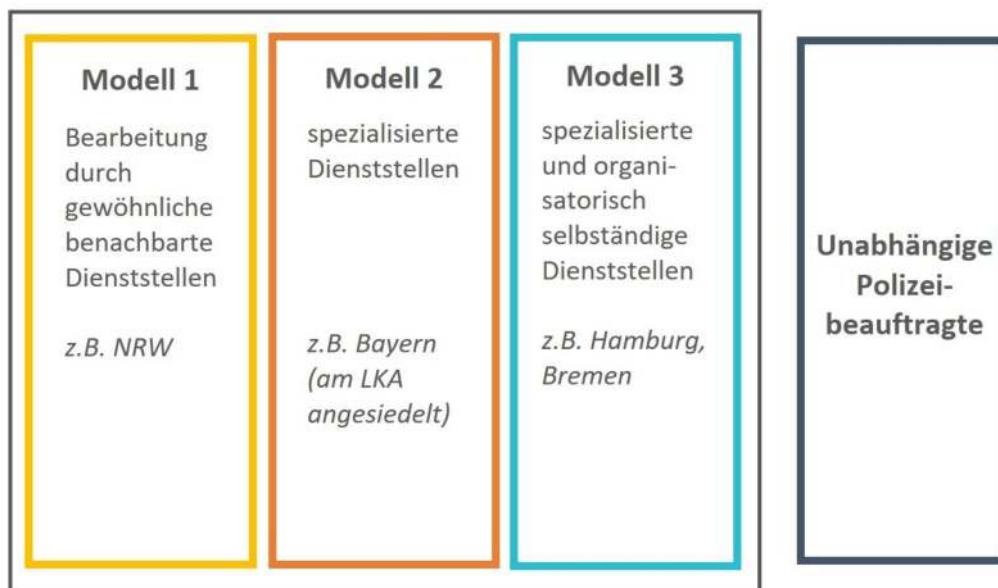 Modell 1
Bearbeitung
durch
gewöhnliche
benachbarte
Dienststellen
z.B. NRW
Modell 2
spezialisierte
Dienststellen
z.B. Bayern
(am LKA
angesiedelt)
Modell 3
spezialisierte
und organi-
satorisch
selbständige
Dienststellen
z.B. Hamburg,
Bremen
Unabhängige
Polizei-
beauftragte